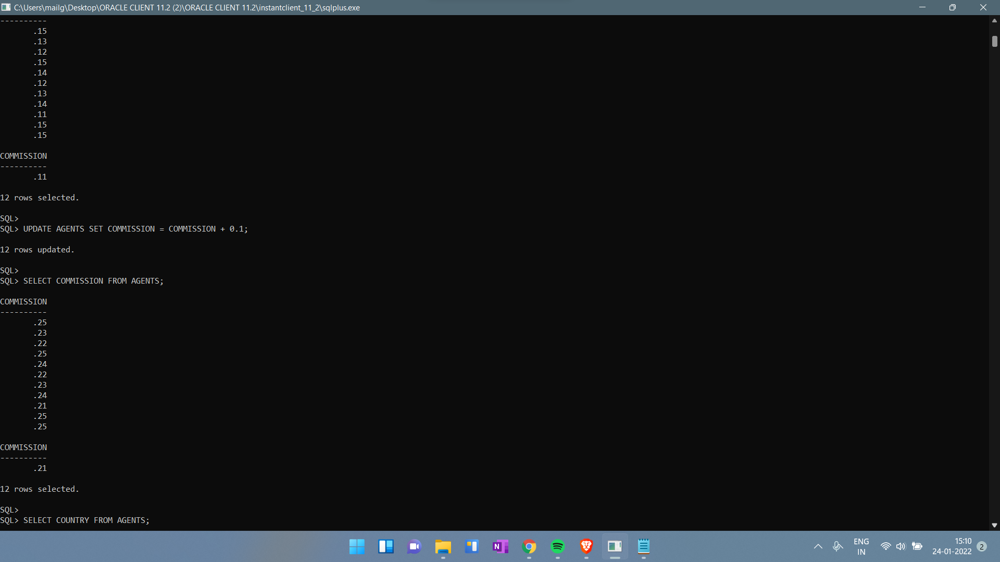 C:\Users\mailg\Desktop\ORACLE CLIENT 11.2 (2)\ORACLE CLIENT 11.2\instantclient_11_2\sqlplus.exe
----------
.15
.13
.12
.15
.14
.12
.13
.14
.11
.15
.15
COMMISSION
----------
.11
12 rows selected.
SQL>
SQL> UPDATE AGENTS SET COMMISSION = COMMISSION + 0.1;
12 rows updated.
SQL>
SQL> SELECT COMMISSION FROM AGENTS;
COMMISSION
----------
.25
.23
.22
.25
.24
.22
.23
.24
.21
.25
.25
COMMISSION
----------
.21
12 rows selected.
SQL>
SQL> SELECT COUNTRY FROM AGENTS;
N
ENG
IN
15:10
24-01-2022
2